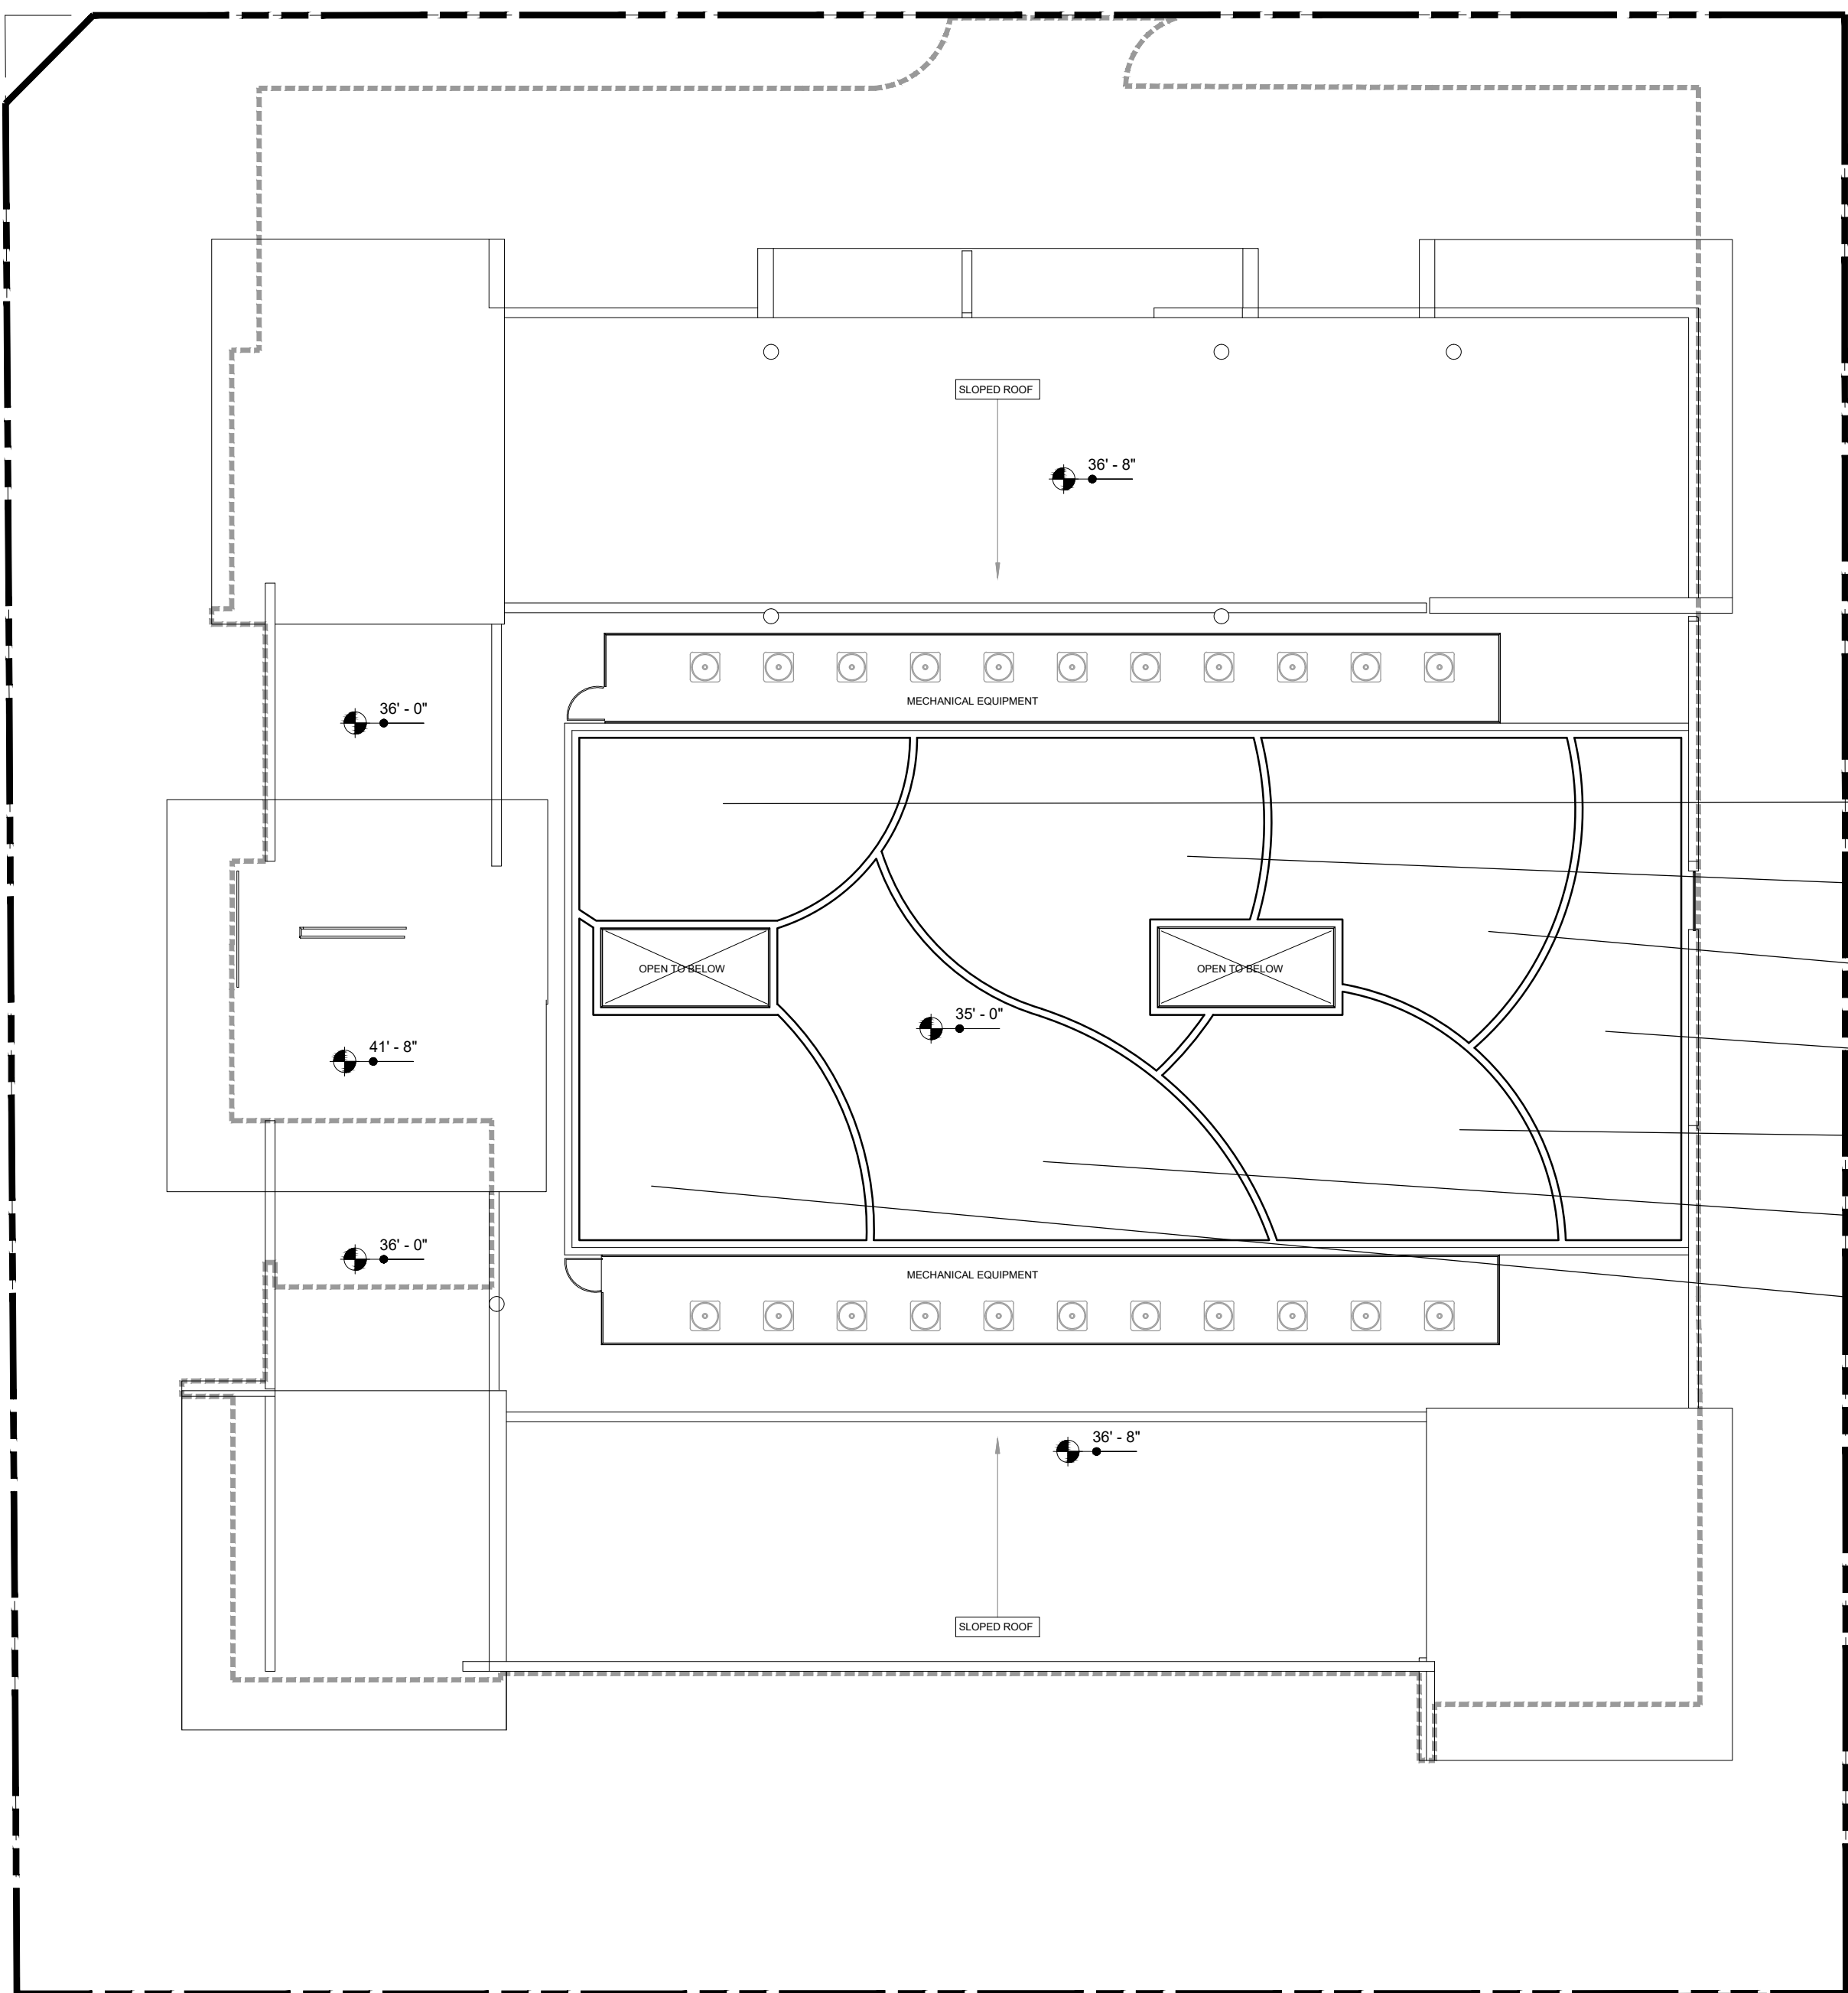 SLOPED ROOF
36' - 8"
MECHANICAL EQUIPMENT
36' - 0"
OPEN TO BELOW
OPEN TO BELOW
35' - 0"
41' - 8"
36' - 0"
MECHANICAL EQUIPMENT
36' - 8"
SLOPED ROOF